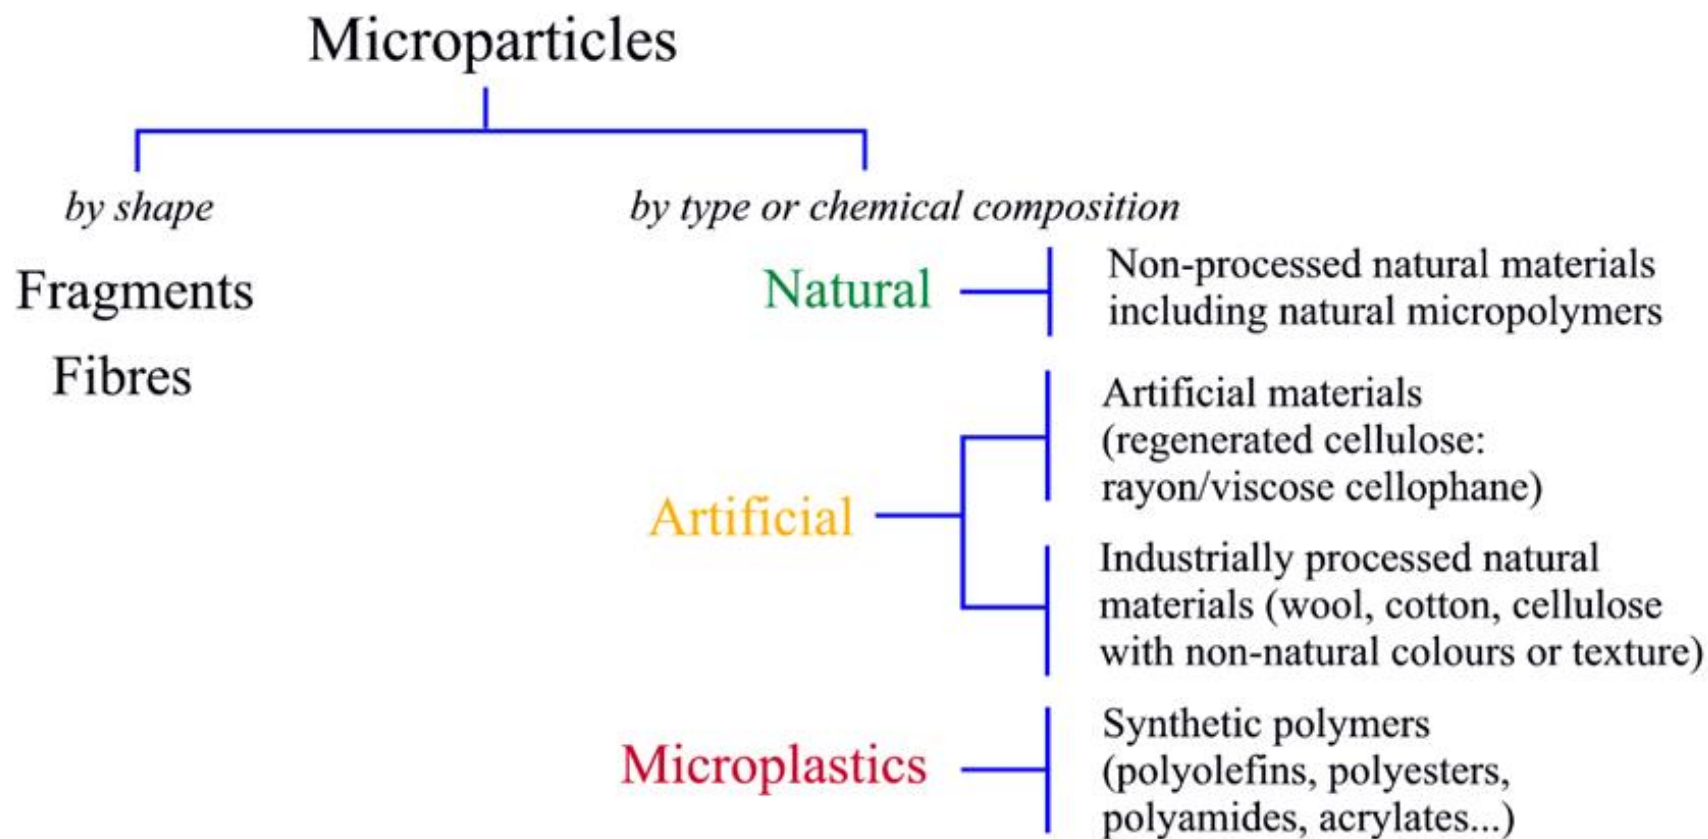 Microparticles
by shape
Fragments
Fibres
by type or chemical composition
Natural
Non-processed natural materials
including natural micropolymers
Artificial
Artificial materials
(regenerated cellulose:
rayon/viscose cellophane)
Industrially processed natural
materials (wool, cotton, cellulose
with non-natural colours or texture)
Microplastics
Synthetic polymers
(polyolefins, polyesters,
polyamides, acrylates...)